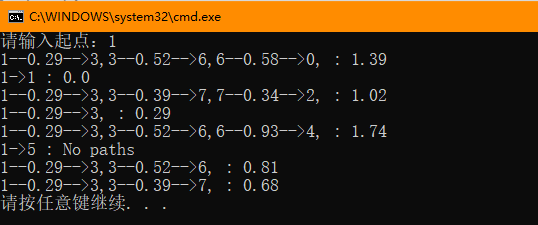 C:\WINDOWS\system32\cmd.exe
请输入起点：1
1--0.29-->3,3--0.52-->6,6--0.58-->0, : 1.39
1->1 : 0.0
1--0.29-->3,3--0.39-->7,7--0.34-->2, : 1.02
1--0.29-->3, : 0.29
1--0.29-->3,3--0.52-->6,6--0.93-->4, : 1.74
1->5 : No paths
1--0.29-->3,3--0.52-->6, : 0.81
1--0.29-->3,3--0.39-->7, : 0.68
请按任意键继续. . .